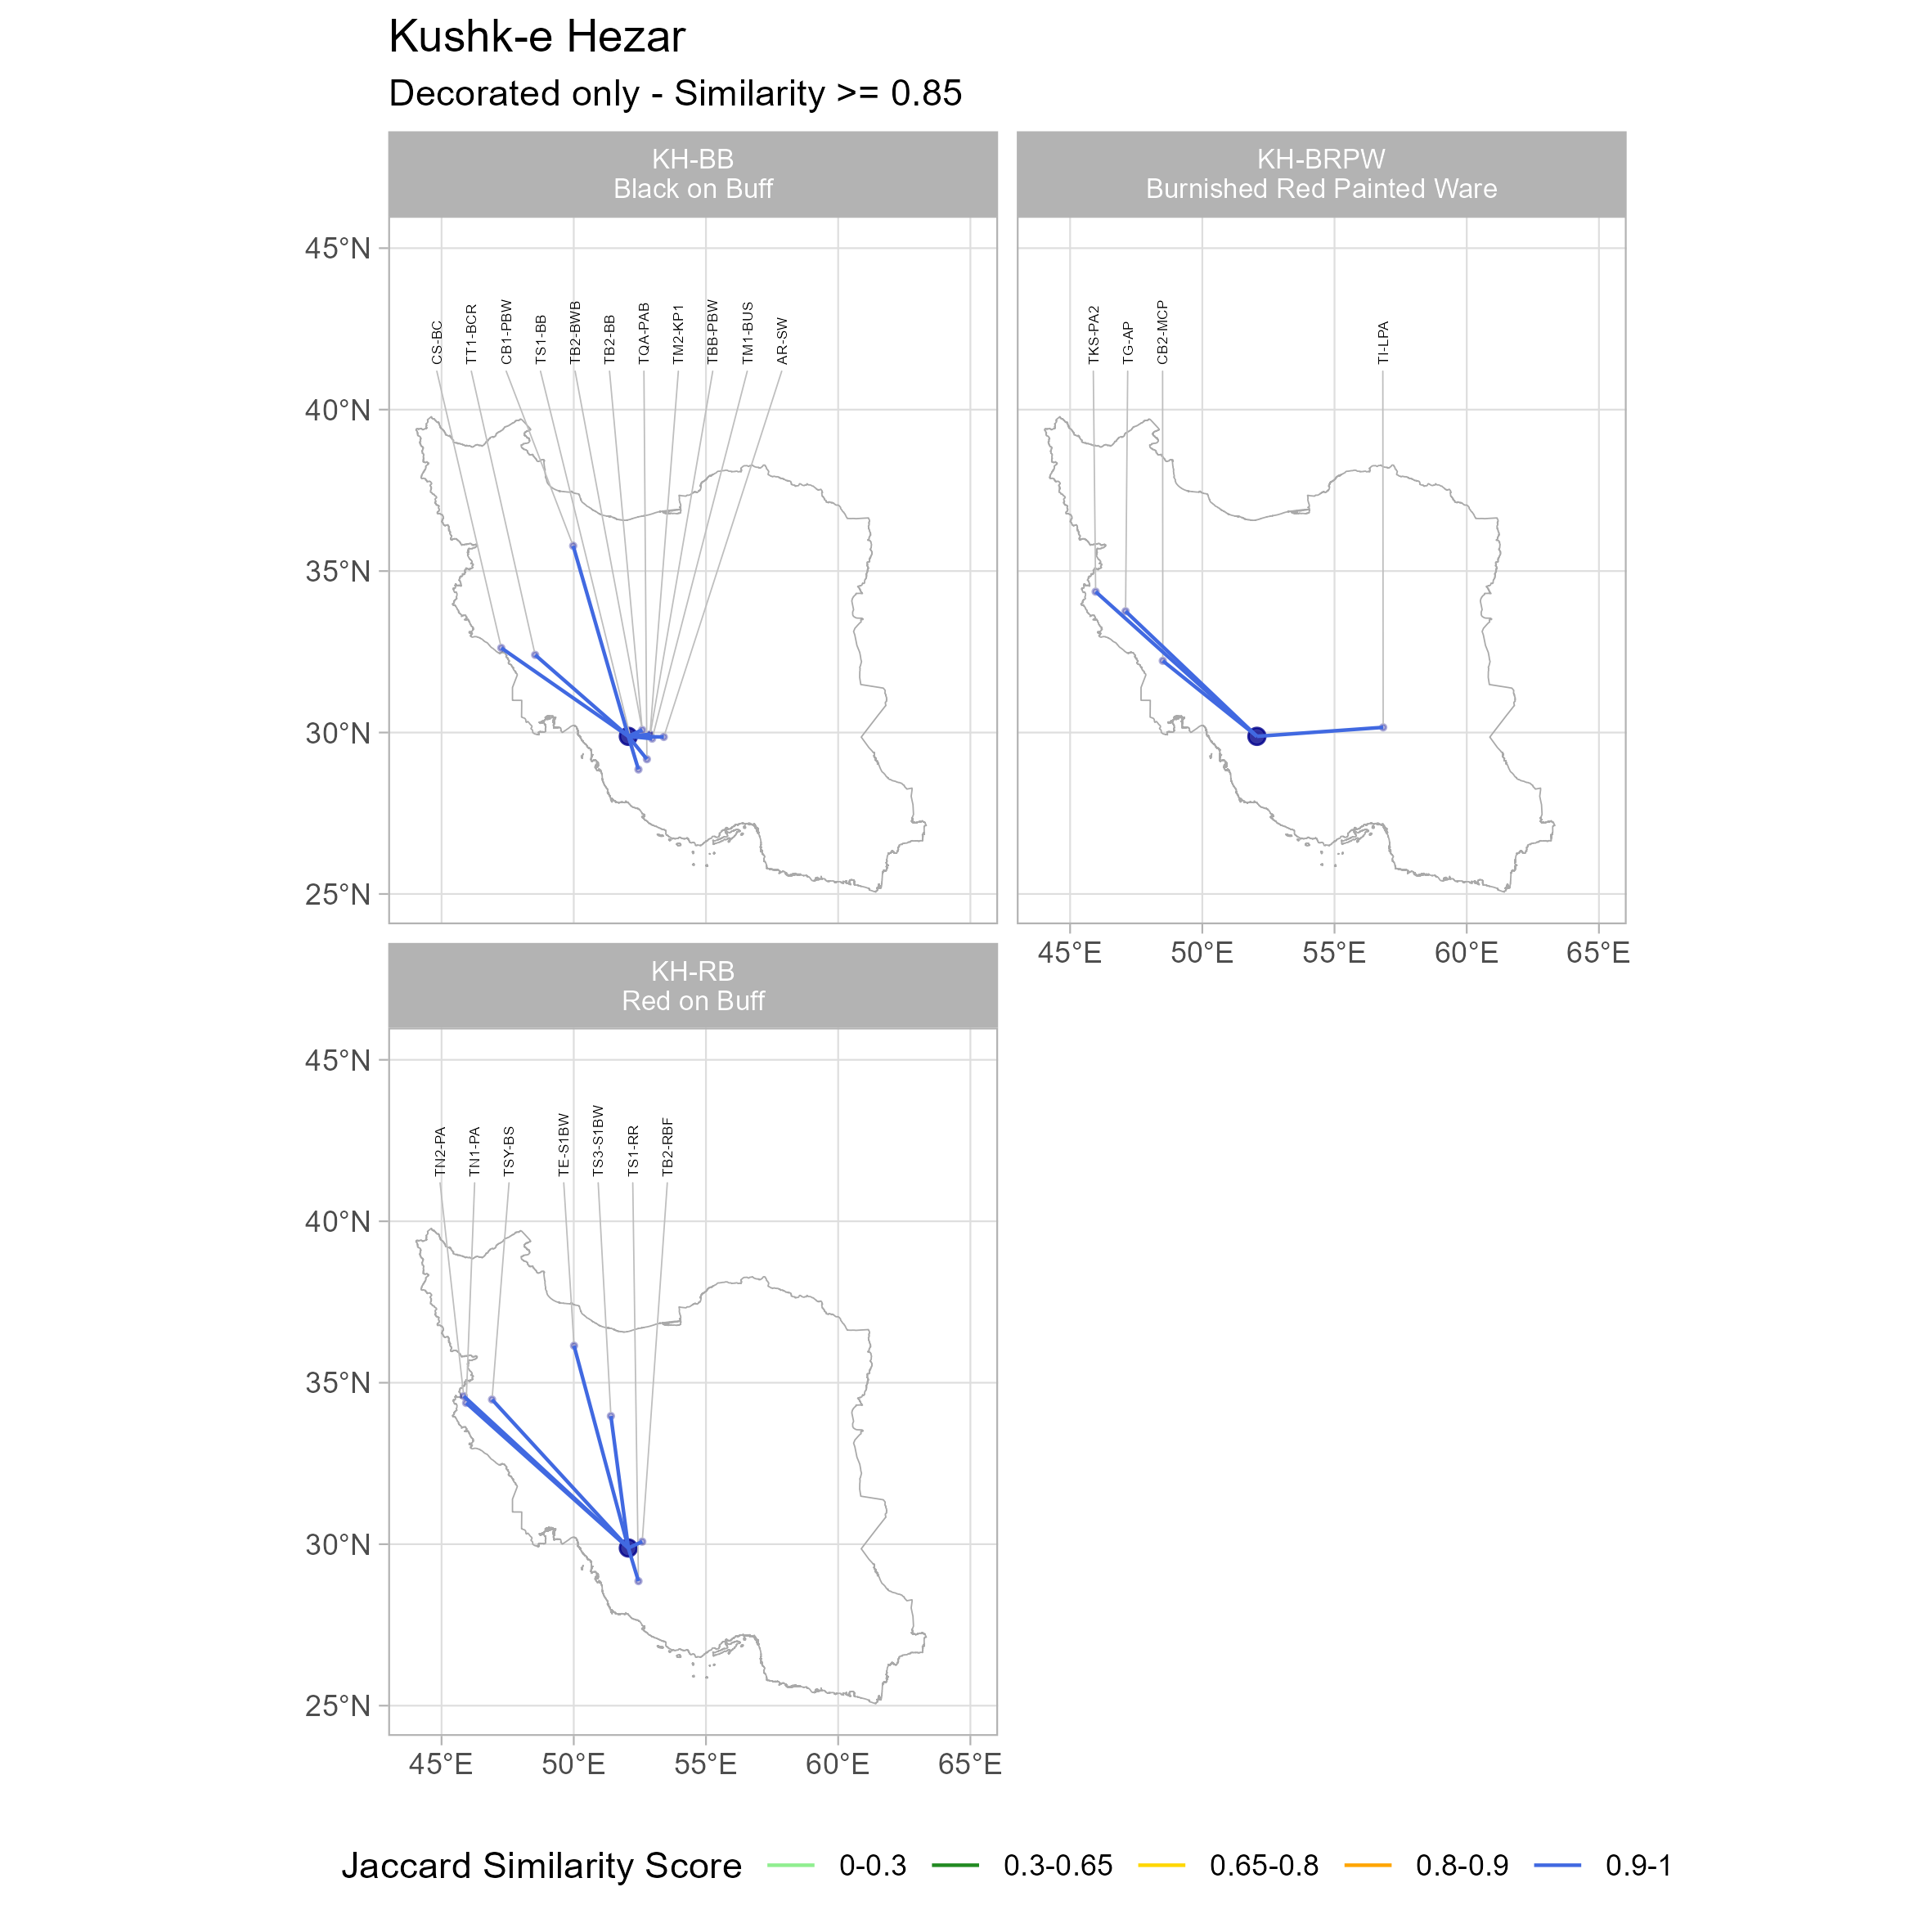 Kushk-e Hezar
Decorated only - Similarity >= 0.85
KH-BB
Black on Buff
KH-BRPW
Burnished Red Painted Ware
45°N
40°N
35°N
30°N
25°N
CS-BC
TT1-BCR
CB1-PBW
TS1-BB
TB2-BWB
TB2-BB
TQA-PAB
TM2-KP1
TBB-PBW
TM1-BUS
AR-SW
TKS-PA2
TG-AP
CB2-MCP
TI-LPA
45°E 50°E 55°E 60°E 65°E
KH-RB
Red on Buff
45°N
40°N
35°N
30°N
25°N
TN2-PA
TN1-PA
TSY-BS
TE-S1BW
TS3-S1BW
TS1-RR
TB2-RBF
45°E 50°E 55°E 60°E 65°E
Jaccard Similarity Score 0-0.3 0.3-0.65 0.65-0.8 0.8-0.9 0.9-1